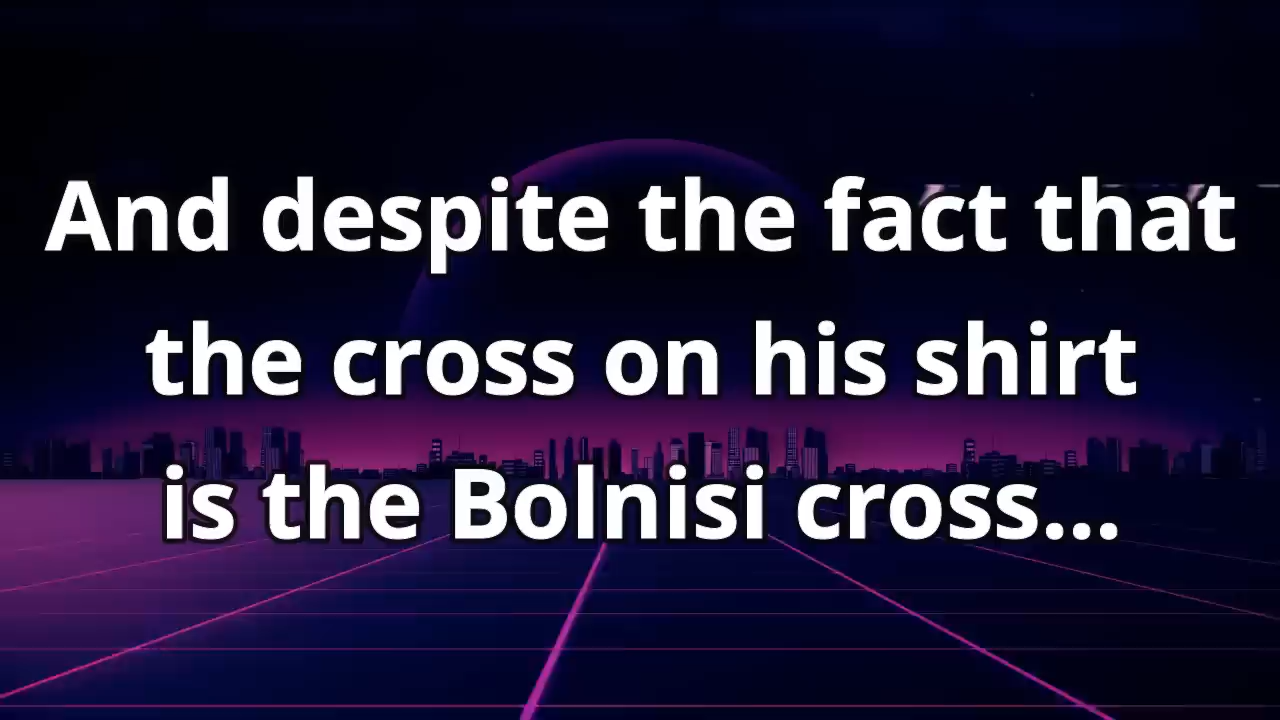 And despite the fact that
the cross on his shirt
is the Bolnisi cross...